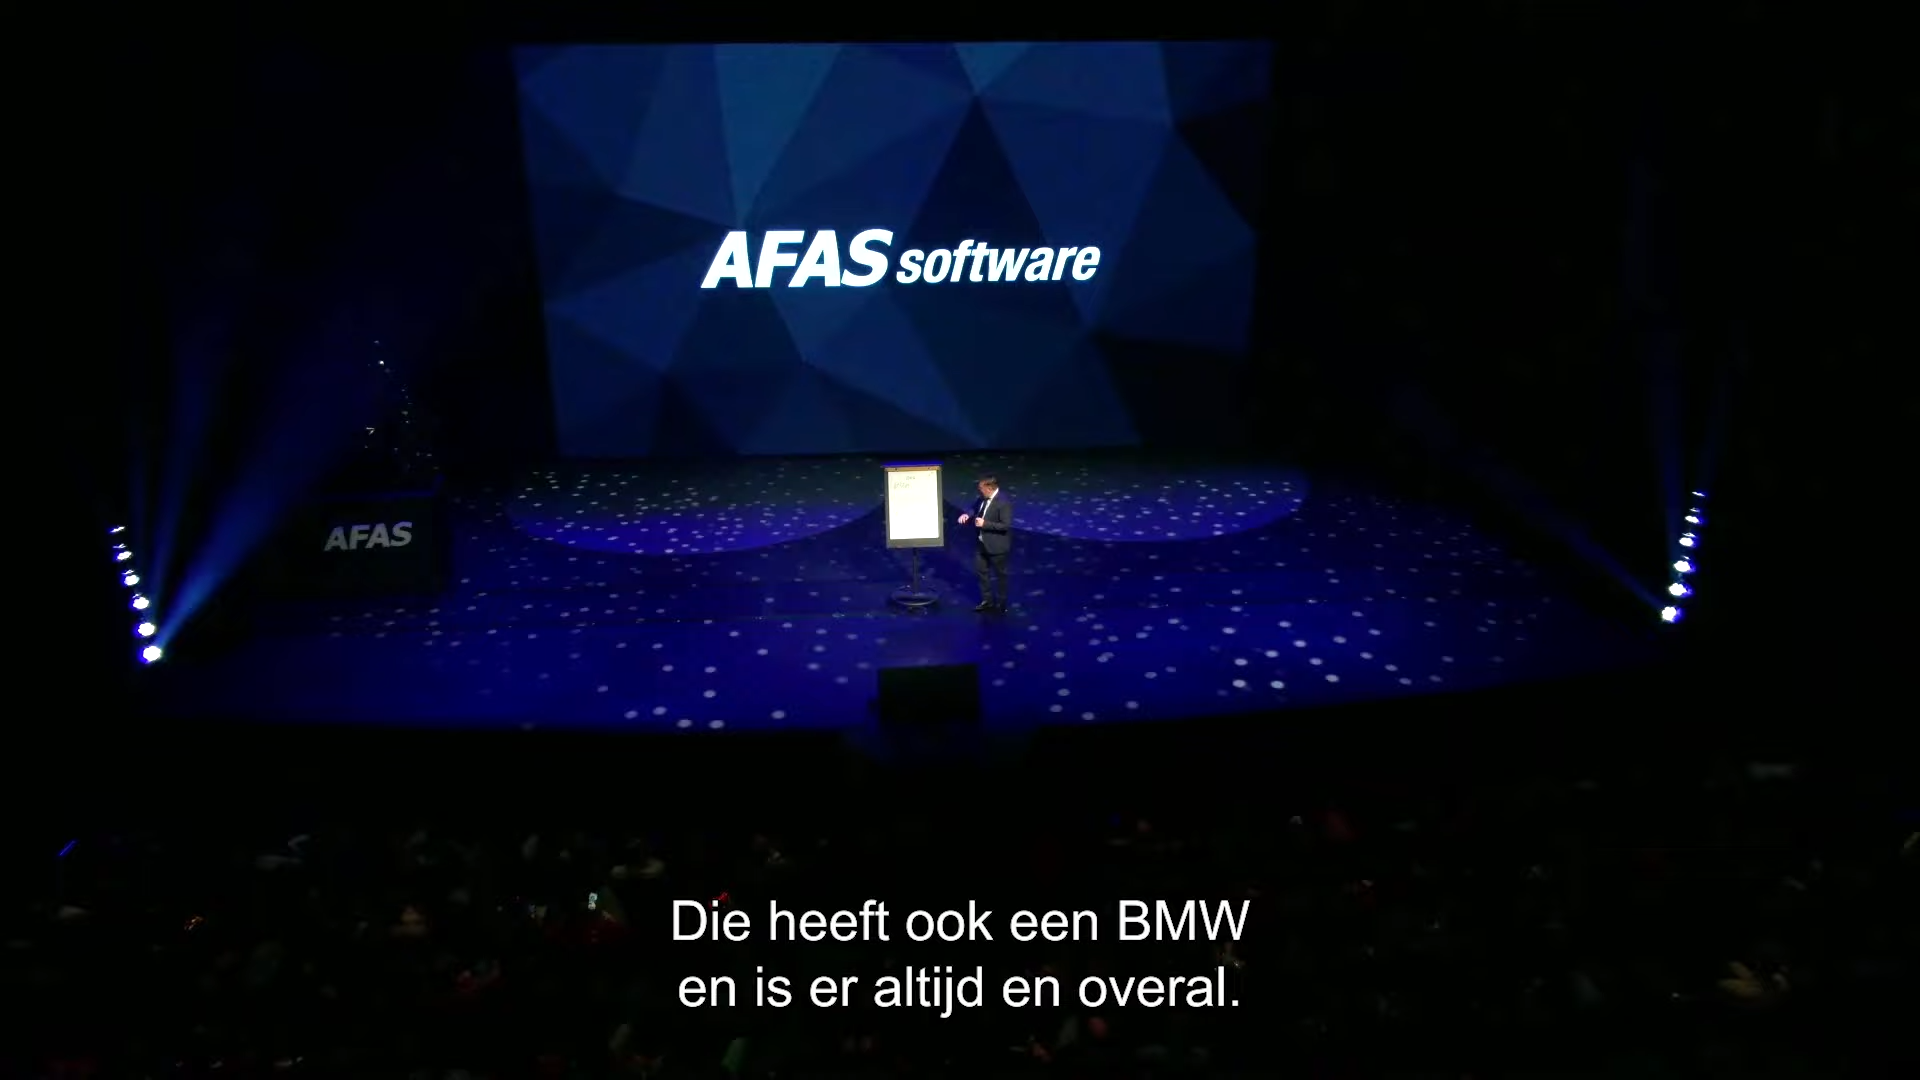 AFAS software
AFAS
Die heeft ook een BMW
en is er altijd en overal.